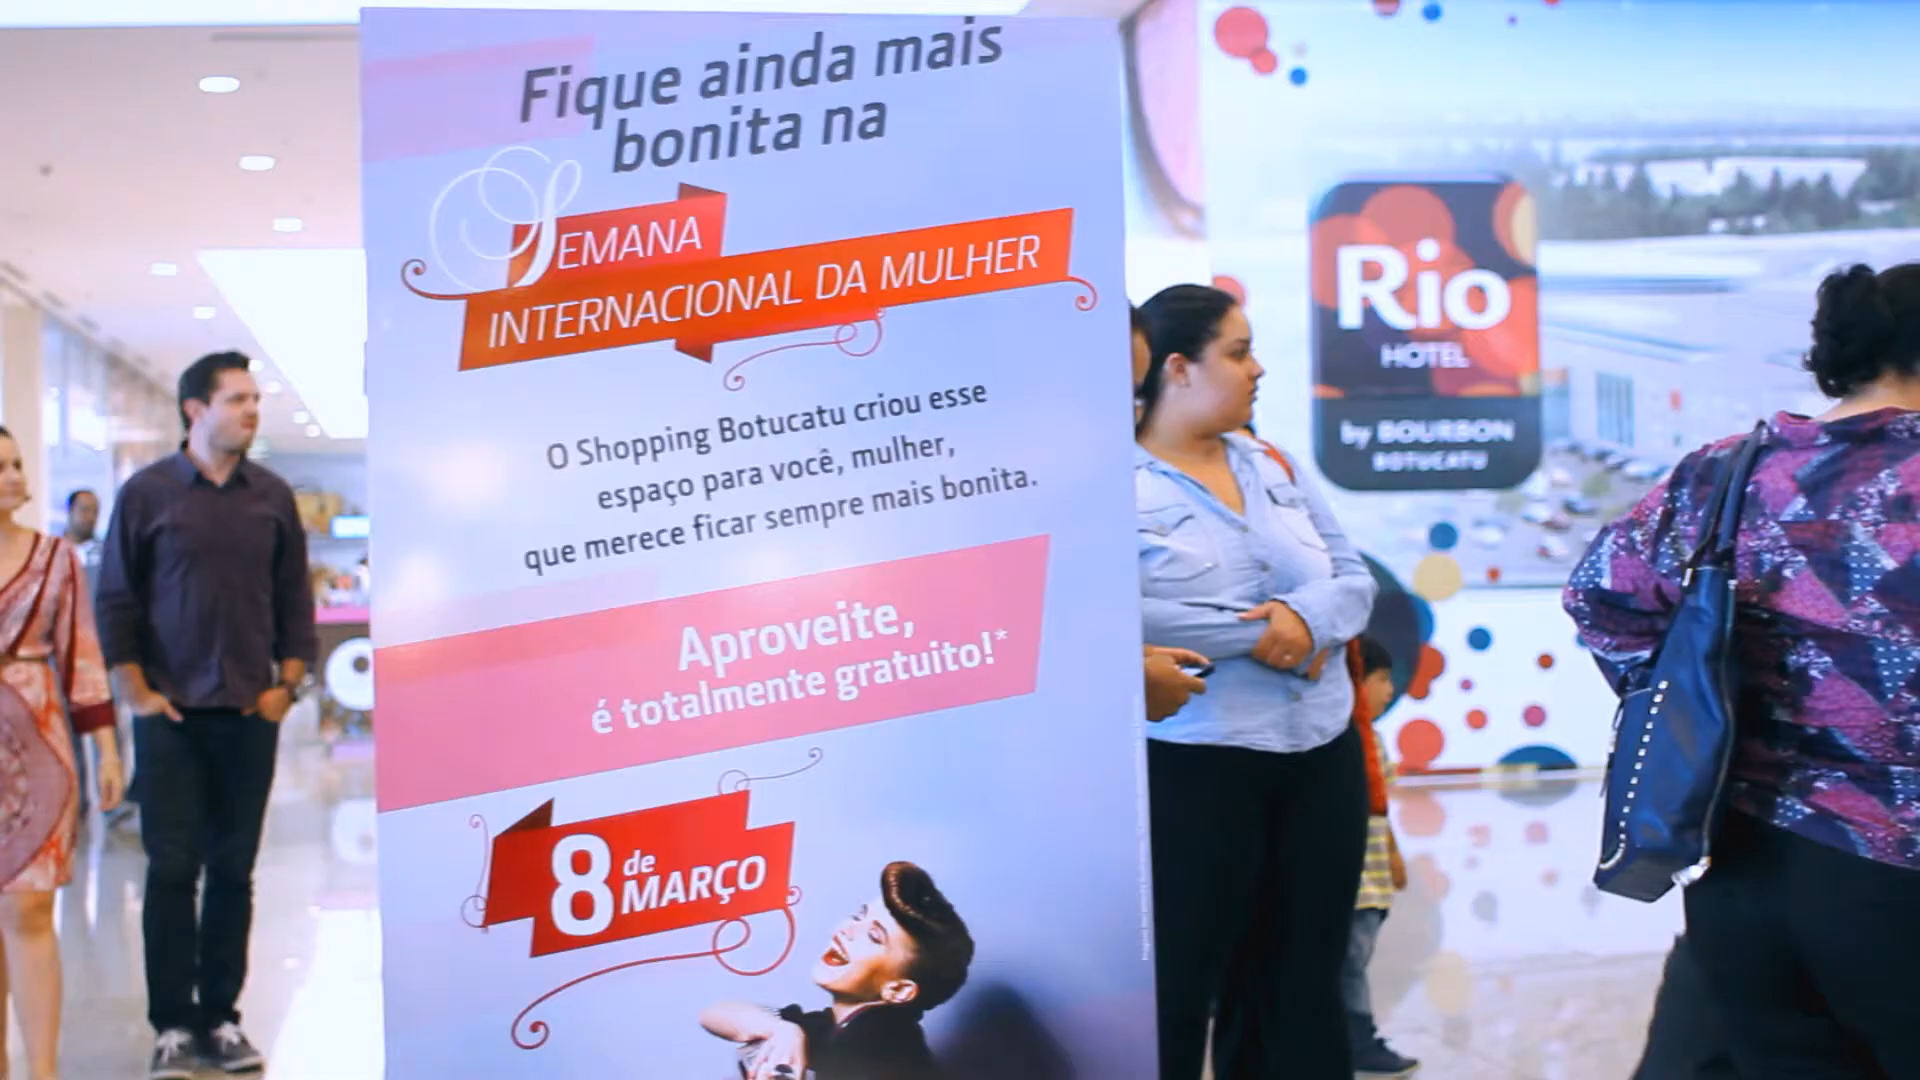 Fique ainda mais
bonita na
SEMANA
INTERNACIONAL DA MULHER
O Shopping Botucatu criou esse
espaço para você, mulher,
que merece ficar sempre mais bonita.
Aproveite,
é totalmente gratuito!*
8 de MARÇO
Rio
HOTEL
by BOURBON
BOTUCATU